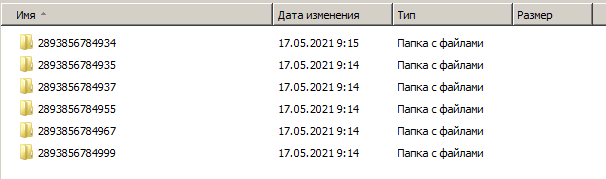 Имя Дата изменения Тип Размер
2893856784934 17.05.2021 9:15 Папка с файлами
2893856784935 17.05.2021 9:14 Папка с файлами
2893856784937 17.05.2021 9:14 Папка с файлами
2893856784955 17.05.2021 9:14 Папка с файлами
2893856784967 17.05.2021 9:14 Папка с файлами
2893856784999 17.05.2021 9:14 Папка с файлами